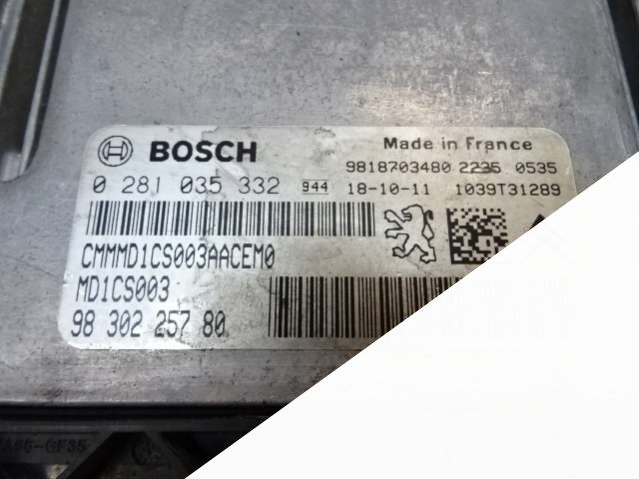 BOSCH
Made in France
9818703480 2235 0535
0 281 035 332 944 18-10-11 1039T31289
CMMMD1CS003AACEM0
MD1CS003
98 302 257 80